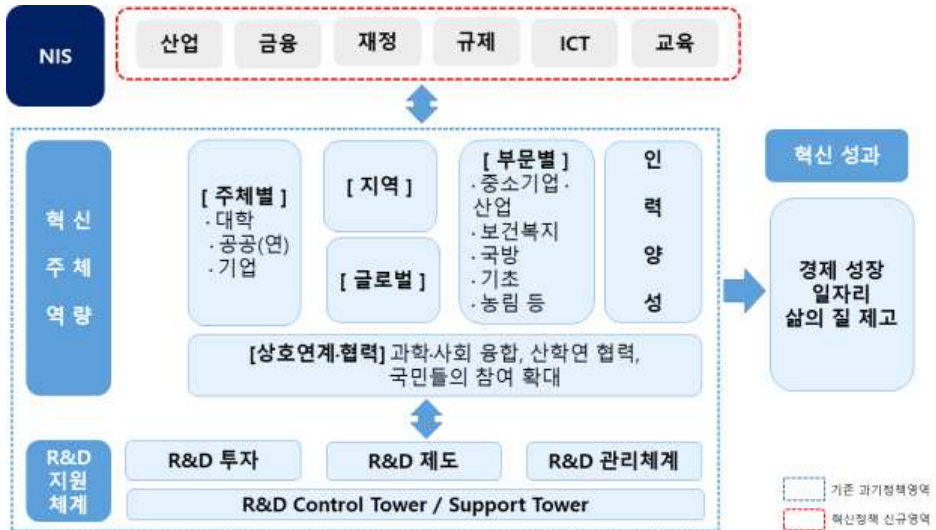 NIS
산업
금융
재정
규제
ICT
교육
혁 신
주 체
역 량
[ 주체별 ]
· 대학
· 공공(연)
· 기업
[ 지역 ]
[ 글로벌 ]
[ 부문별 ]
· 중소기업 ·
산업
· 보건복지
· 국방
· 기초
· 농림 등
인
력
양
성
[상호연계·협력] 과학·사회 융합, 산학연 협력,
국민들의 참여 확대
혁신 성과
경제 성장
일자리
삶의 질 제고
R&D
지원
체계
R&D 투자
R&D 제도
R&D 관리체계
R&D Control Tower / Support Tower
기존 과기정책영역
혁신정책 신규영역